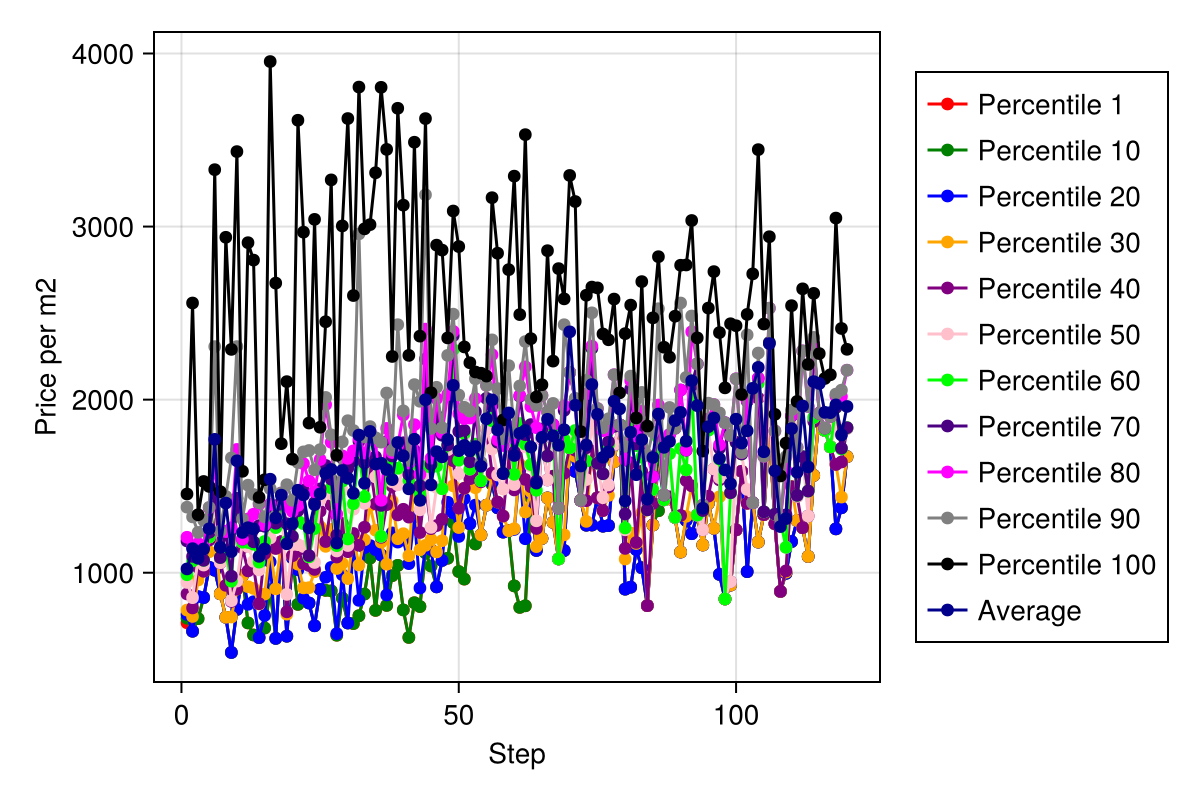 4000
3000
2000
1000
Price per m2
0
50
100
Step
Percentile 1
Percentile 10
Percentile 20
Percentile 30
Percentile 40
Percentile 50
Percentile 60
Percentile 70
Percentile 80
Percentile 90
Percentile 100
Average